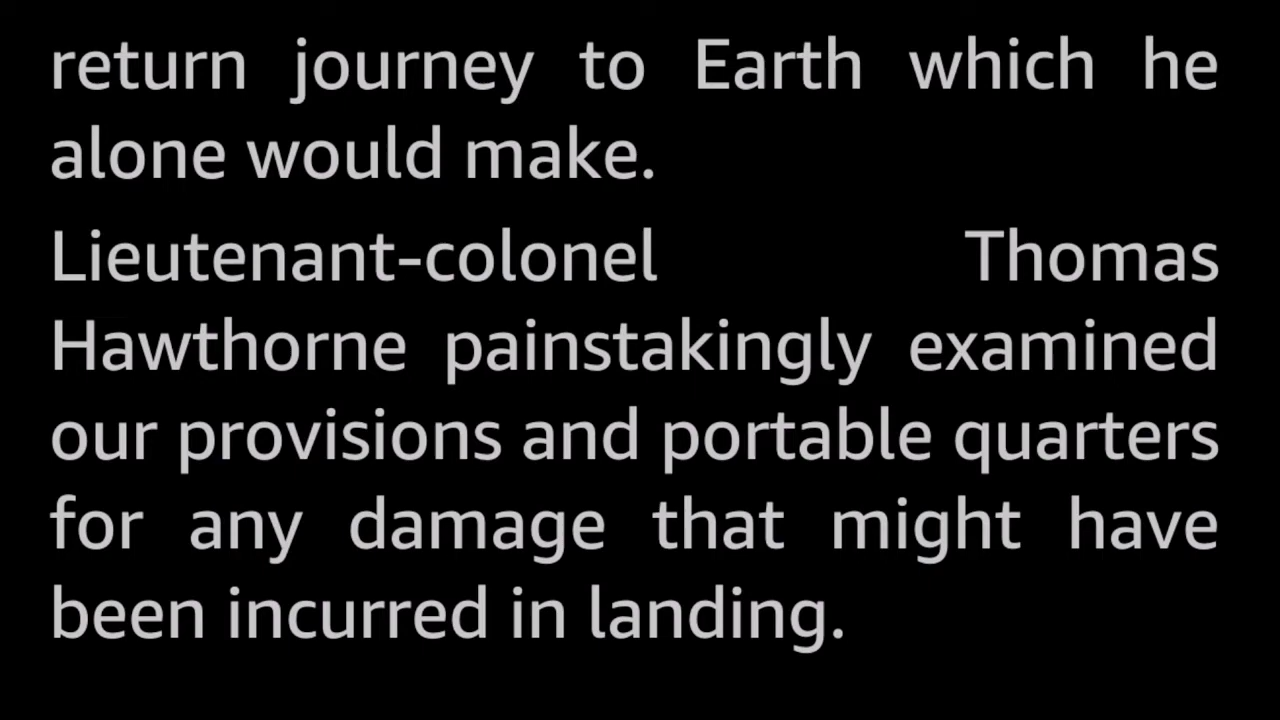 return journey to Earth which he
alone would make.
Lieutenant-colonel Thomas
Hawthorne painstakingly examined
our provisions and portable quarters
for any damage that might have
been incurred in landing.